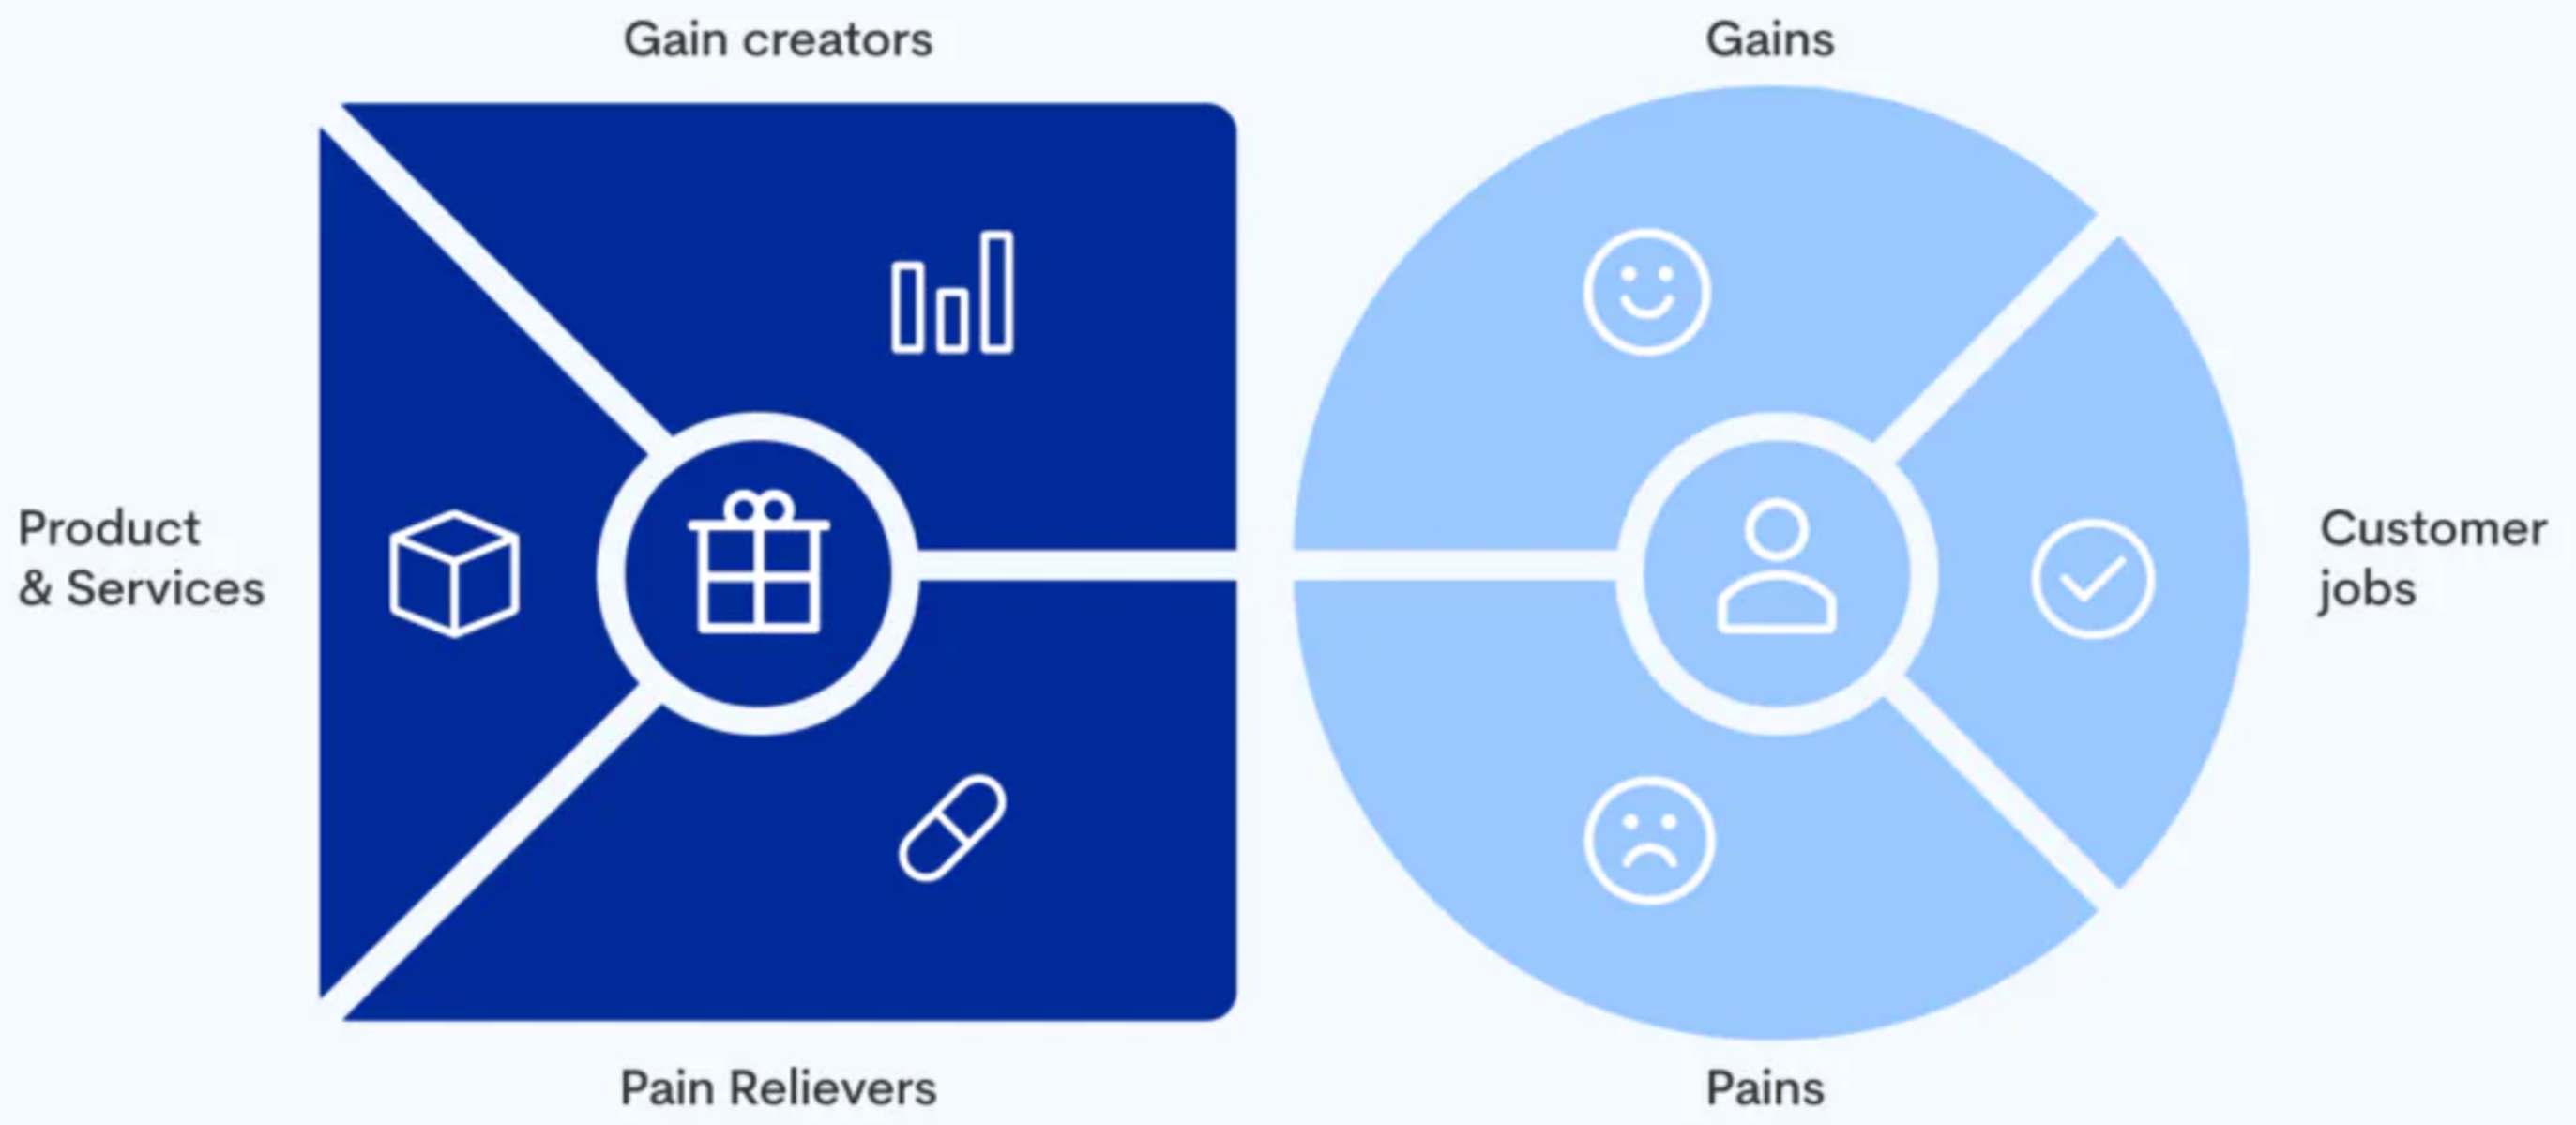 Gain creators
Gains
Product
& Services
Customer
jobs
Pain Relievers
Pains